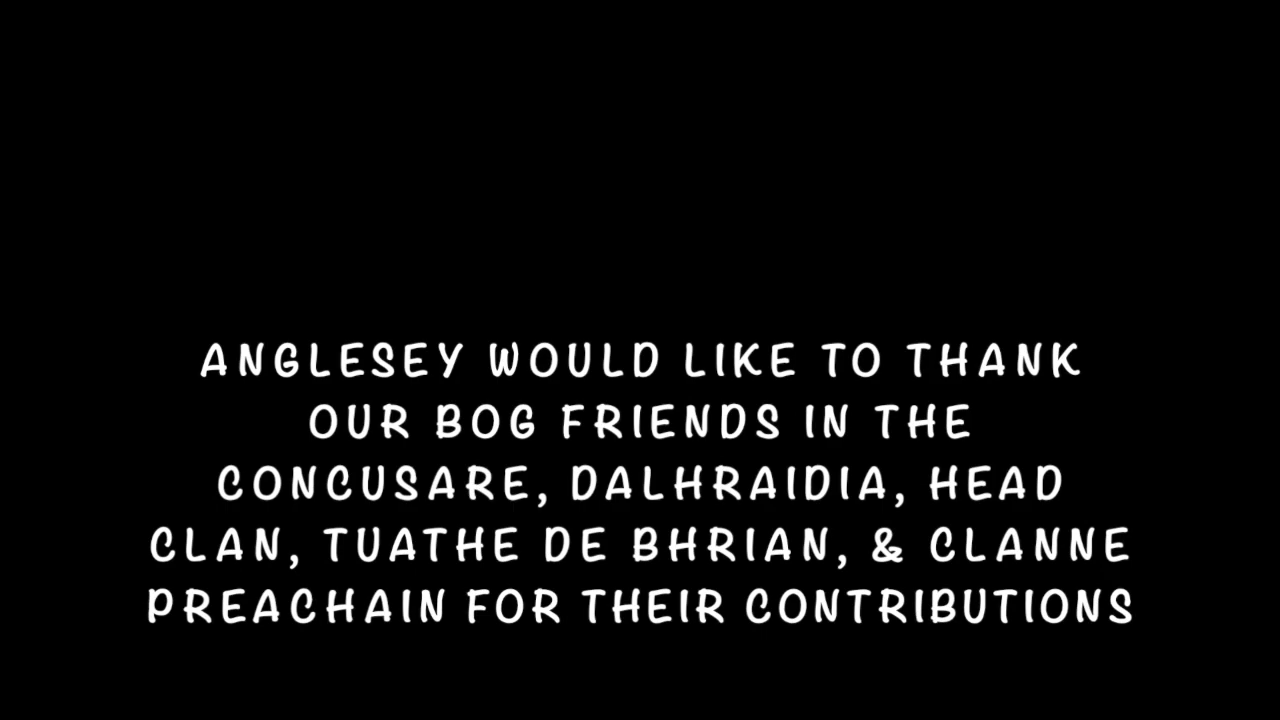 ANGLESEY WOULD LIKE TO THANK
OUR BOG FRIENDS IN THE
CONCUSARE, DALHRAIDIA, HEAD
CLAN, TUATHE DE BHRIAN, & CLANNE
PREACHAIN FOR THEIR CONTRIBUTIONS